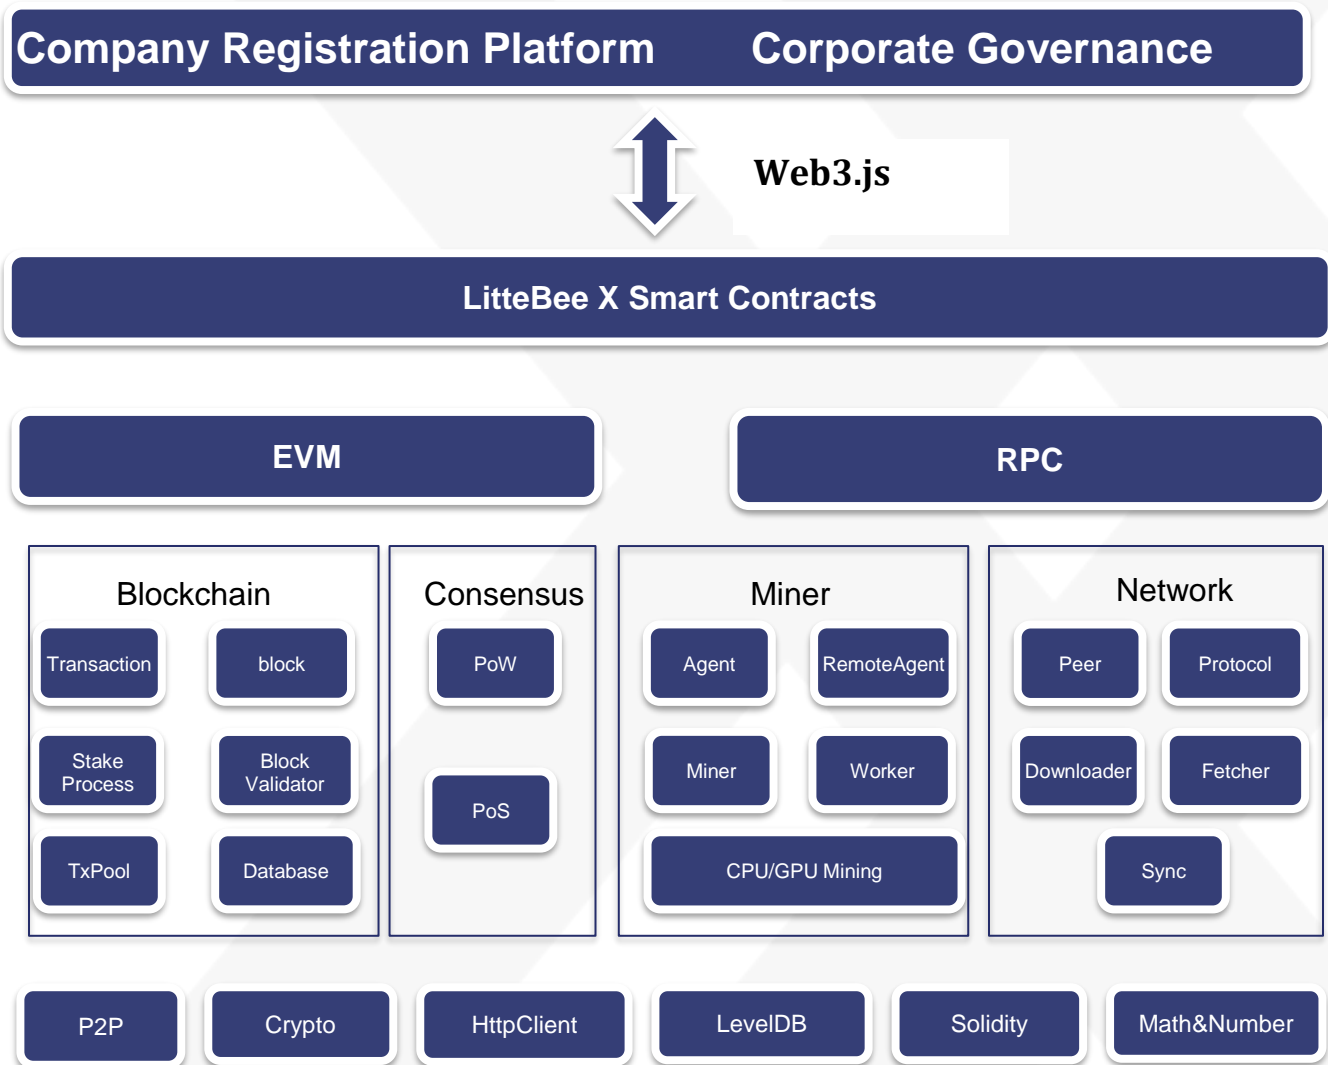 Company Registration Platform Corporate Governance
Web3.js
LitteBee X Smart Contracts
EVM
RPC
Blockchain
Transaction
block
Stake
Process
Block
Validator
TxPool
Database
Consensus
PoW
PoS
Miner
Agent
RemoteAgent
Miner
Worker
CPU/GPU Mining
Network
Peer
Protocol
Downloader
Fetcher
Sync
P2P
Crypto
HttpClient
LevelDB
Solidity
Math&Number